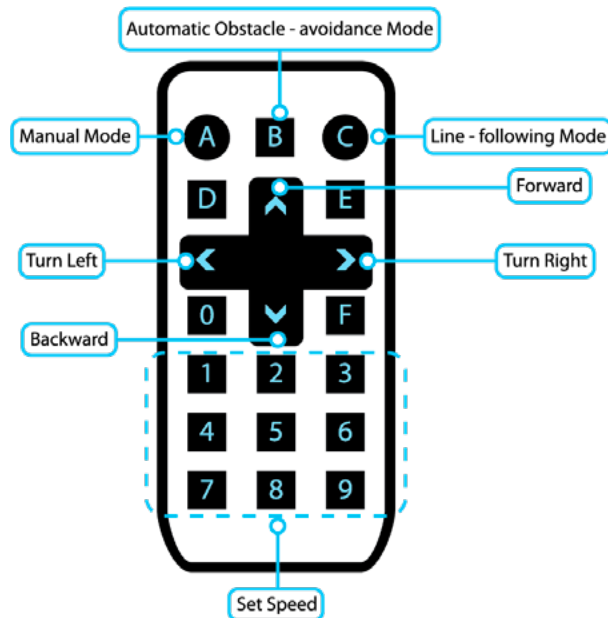 Automatic Obstacle - avoidance Mode
Manual Mode
A
B
C
Line - following Mode
D
E
Forward
Turn Left
Turn Right
0
F
Backward
1 2 3
4 5 6
7 8 9
Set Speed